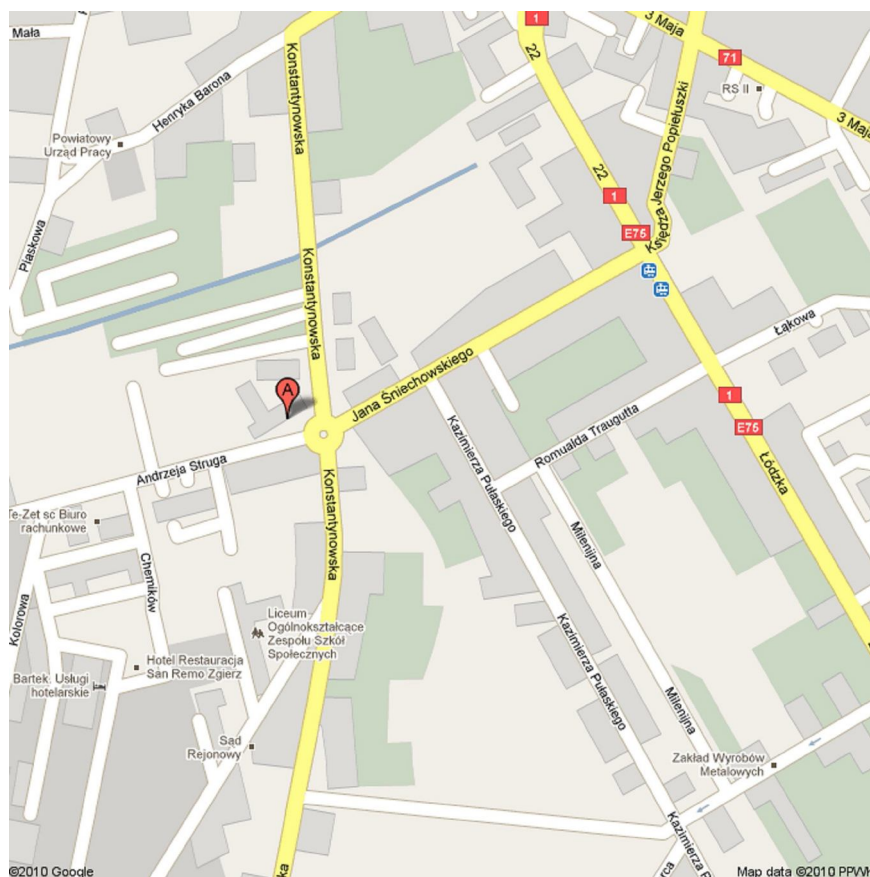 Mała
Konstantynowska
1
22
3 Maja
71
RS II
3 Maja
Henryka Barona
Powiatowy
Urząd Pracy
Księdza Jerzego Popiełuszki
22
1
E75
Piaskowa
Konstantynowska
Łąkowa
Jana Śniechowskiego
A
1
E75
Romualda Traugutta
Andrzeja Struga
Kazimierza Pułaskiego
Łódzka
Te-Zet sc Biuro
rachunkowe
Konstantynowska
Milenijna
Chemików
Kolorowa
Liceum
Ogólnokształcące
Zespołu Szkół
Społecznych
Kazimierza Pułaskiego
Hotel Restauracja
San Remo Zgierz
Bartek. Usługi
hotelarskie
Milenijna
Sąd
Rejonowy
Zakład Wyrobów
Metalowych
Kazimierza P
©2010 Google
Map data ©2010 PPWK